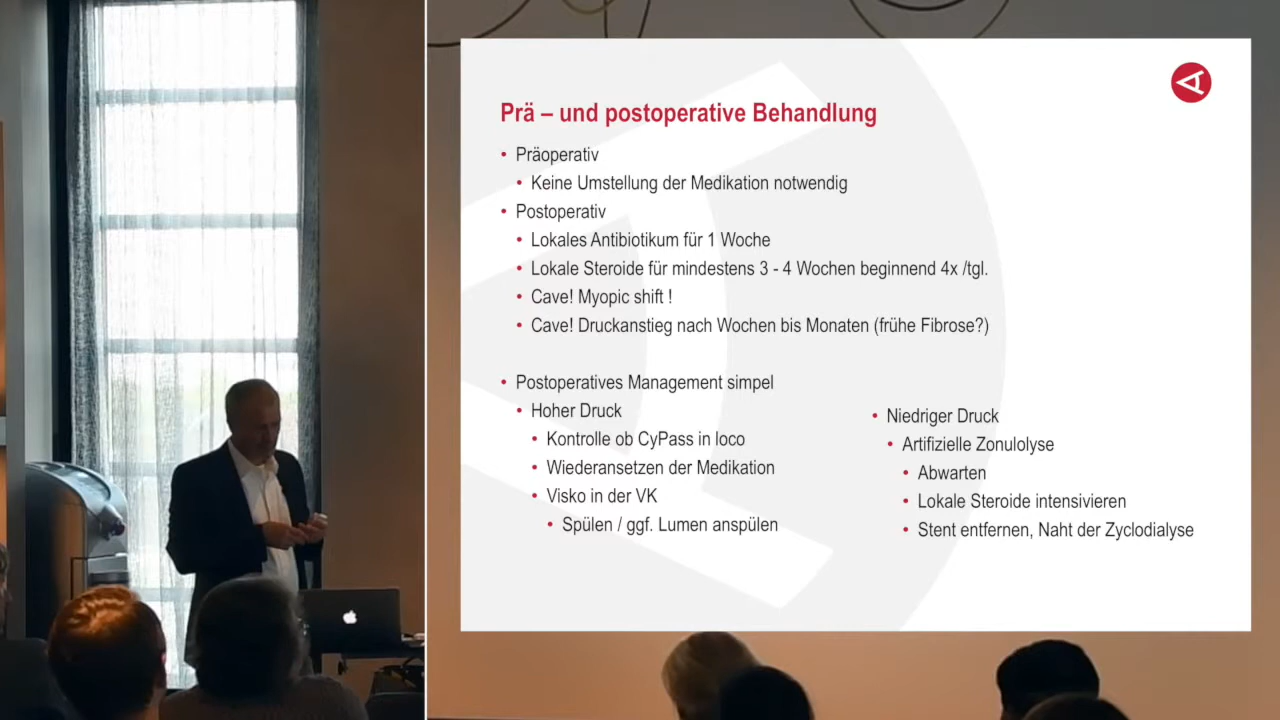 Prä – und postoperative Behandlung
• Präoperativ
• Keine Umstellung der Medikation notwendig
• Postoperativ
• Lokales Antibiotikum für 1 Woche
• Lokale Steroide für mindestens 3 - 4 Wochen beginnend 4x /tgl.
• Cave! Myopic shift !
• Cave! Druckanstieg nach Wochen bis Monaten (frühe Fibrose?)
• Postoperatives Management simpel
• Hoher Druck
• Kontrolle ob CyPass in loco
• Wiederansetzen der Medikation
• Visko in der VK
• Spülen / ggf. Lumen anspülen
• Niedriger Druck
• Artifizielle Zonulolyse
• Abwarten
• Lokale Steroide intensivieren
• Stent entfernen, Naht der Zyclodialyse